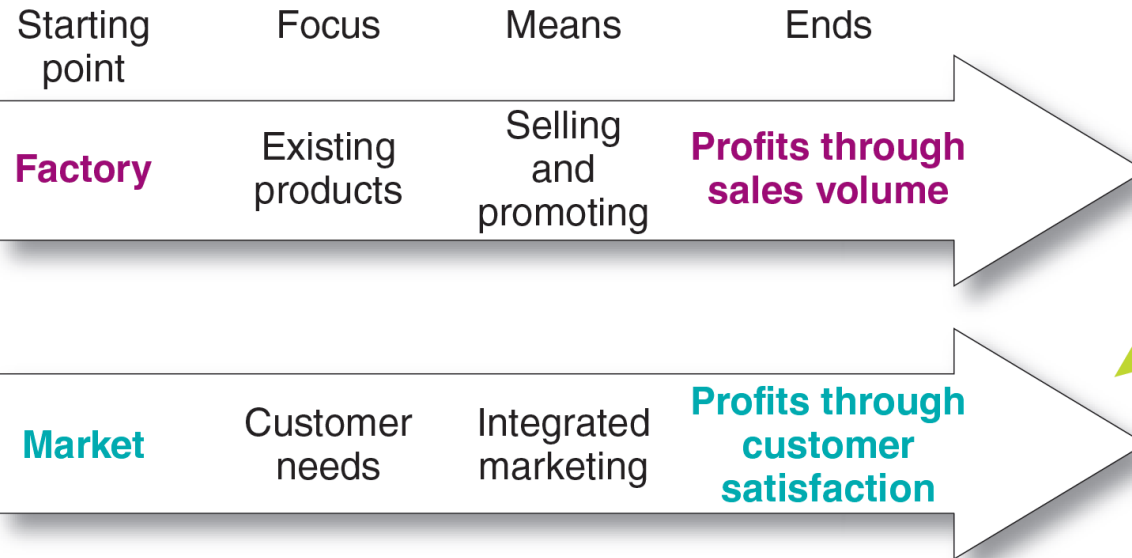 Starting
point
Focus
Means
Ends
Factory
Existing
products
Selling
and
promoting
Profits through
sales volume
Market
Customer
needs
Integrated
marketing
Profits through
customer
satisfaction